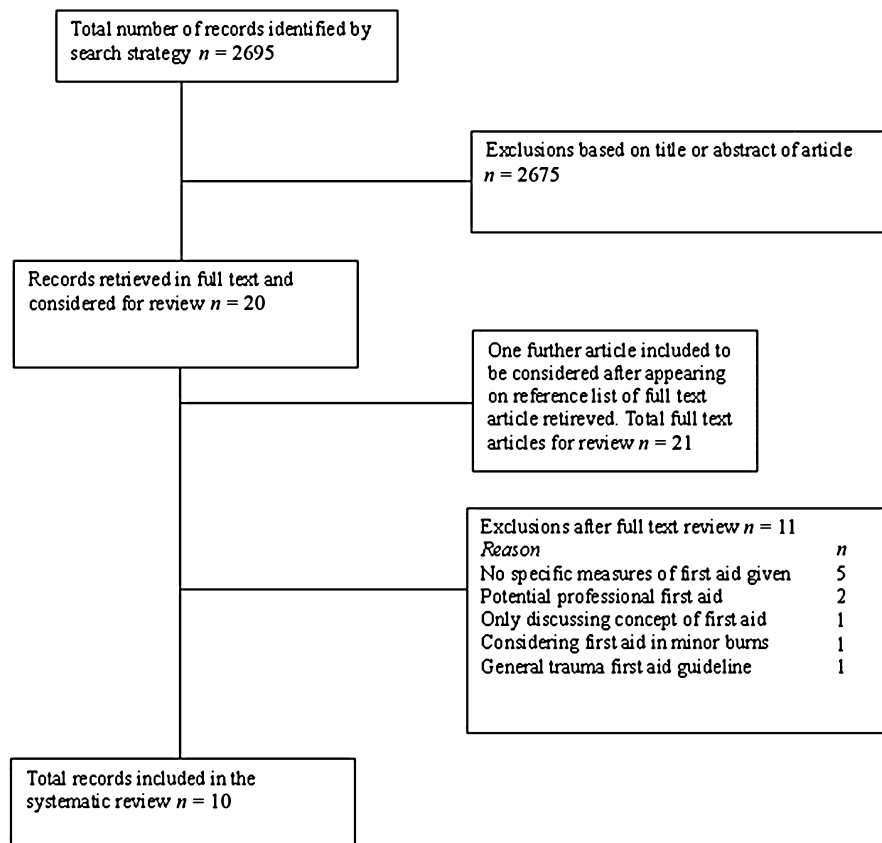 Total number of records identified by
search strategy n = 2695
Exclusions based on title or abstract of article
n = 2675
Records retrieved in full text and
considered for review n = 20
One further article included to
be considered after appearing
on reference list of full text
article retireved. Total full text
articles for review n = 21
Exclusions after full text review n = 11
Reason n
No specific measures of first aid given 5
Potential professional first aid 2
Only discussing concept of first aid 1
Considering first aid in minor burns 1
General trauma first aid guideline 1
Total records included in the
systematic review n = 10